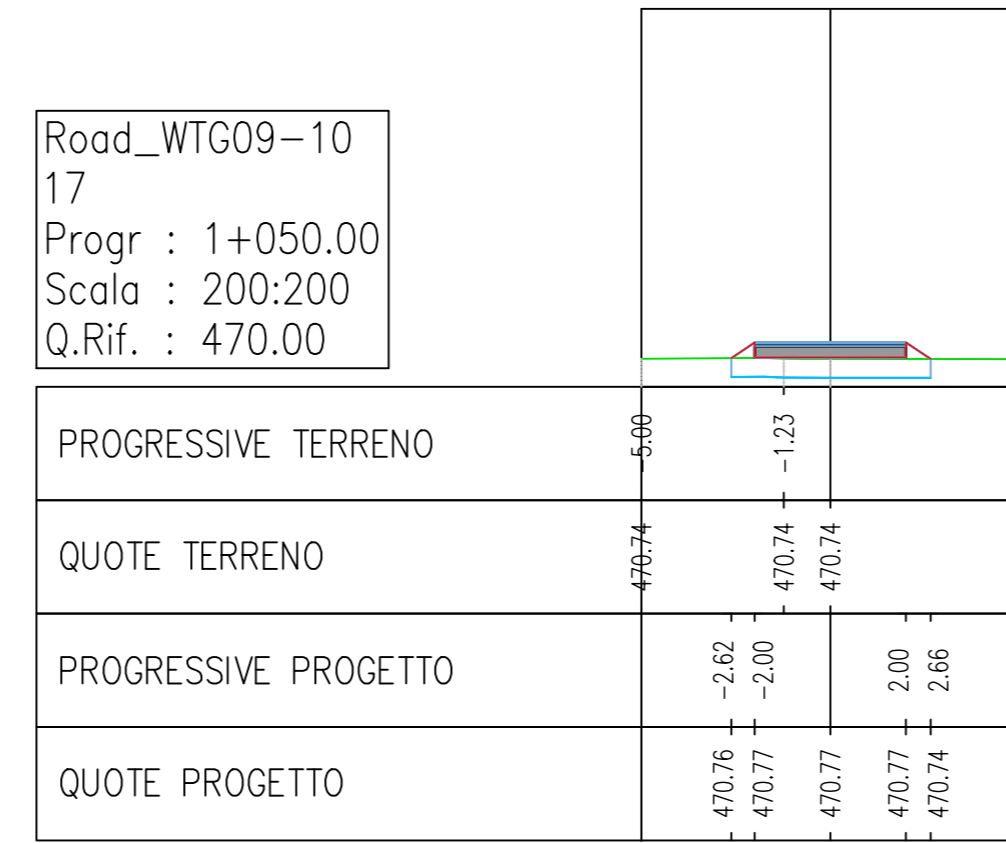 Road_WTG09-10
17
Progr : 1+050.00
Scala : 200:200
Q.Rif. : 470.00
PROGRESSIVE TERRENO -5.00 -1.23
QUOTE TERRENO 470.74 470.74 470.74
PROGRESSIVE PROGETTO -2.62 -2.00 2.00 2.66
QUOTE PROGETTO 470.76 470.77 470.77 470.77 470.74